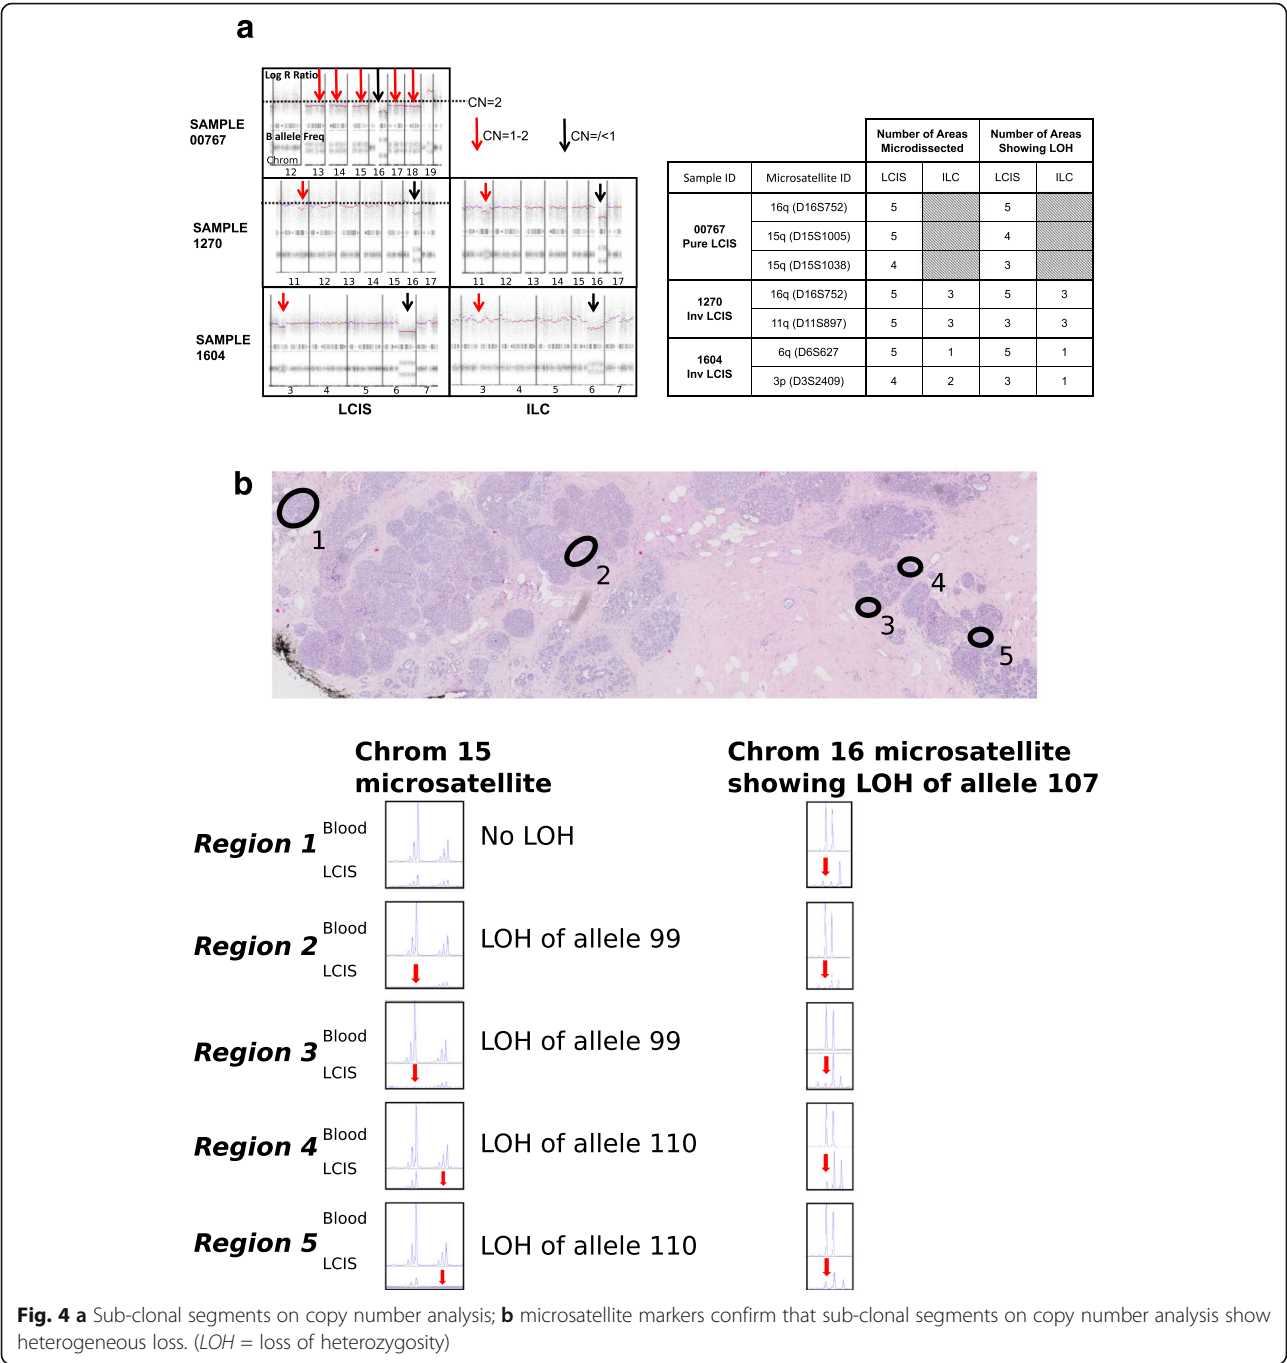 a
Log R Ratio
CN=2
CN=1-2
CN=/<1
SAMPLE
00767
B allele Freq
Chrom
12 13 14 15 16 17 18 19
SAMPLE
1270
11 12 13 14 15 16 17
11 12 13 14 15 16 17
SAMPLE
1604
3 4 5 6 7
3 4 5 6 7
LCIS ILC
Number of Areas
Microdissected
Number of Areas
Showing LOH
Sample ID Microsatellite ID LCIS ILC LCIS ILC
00767
Pure LCIS
16q (D16S752) 5 5
15q (D15S1005) 5 4
15q (D15S1038) 4 3
1270
Inv LCIS
16q (D16S752) 5 3 5 3
11q (D11S897) 5 3 3 3
1604
Inv LCIS
6q (D6S627 5 1 5 1
3p (D3S2409) 4 2 3 1
b
1
2
3
4
5
Chrom 15
microsatellite
Chrom 16 microsatellite
showing LOH of allele 107
Region 1
Blood
LCIS
No LOH
Region 2
Blood
LCIS
LOH of allele 99
Region 3
Blood
LCIS
LOH of allele 99
Region 4
Blood
LCIS
LOH of allele 110
Region 5
Blood
LCIS
LOH of allele 110
Fig. 4 a Sub-clonal segments on copy number analysis; b microsatellite markers confirm that sub-clonal segments on copy number analysis show
heterogeneous loss. (LOH = loss of heterozygosity)